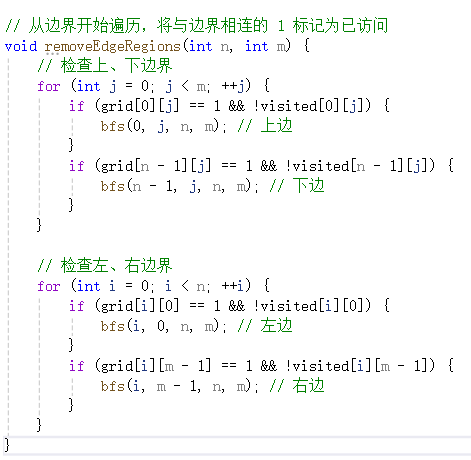 // 从边界开始遍历，将与边界相连的 1 标记为已访问
void removeEdgeRegions(int n, int m) {
    // 检查上、下边界
    for (int j = 0; j < m; ++j) {
        if (grid[0][j] == 1 && !visited[0][j]) {
            bfs(0, j, n, m); // 上边
        }
        if (grid[n - 1][j] == 1 && !visited[n - 1][j]) {
            bfs(n - 1, j, n, m); // 下边
        }
    }

    // 检查左、右边界
    for (int i = 0; i < n; ++i) {
        if (grid[i][0] == 1 && !visited[i][0]) {
            bfs(i, 0, n, m); // 左边
        }
        if (grid[i][m - 1] == 1 && !visited[i][m - 1]) {
            bfs(i, m - 1, n, m); // 右边
        }
    }
}